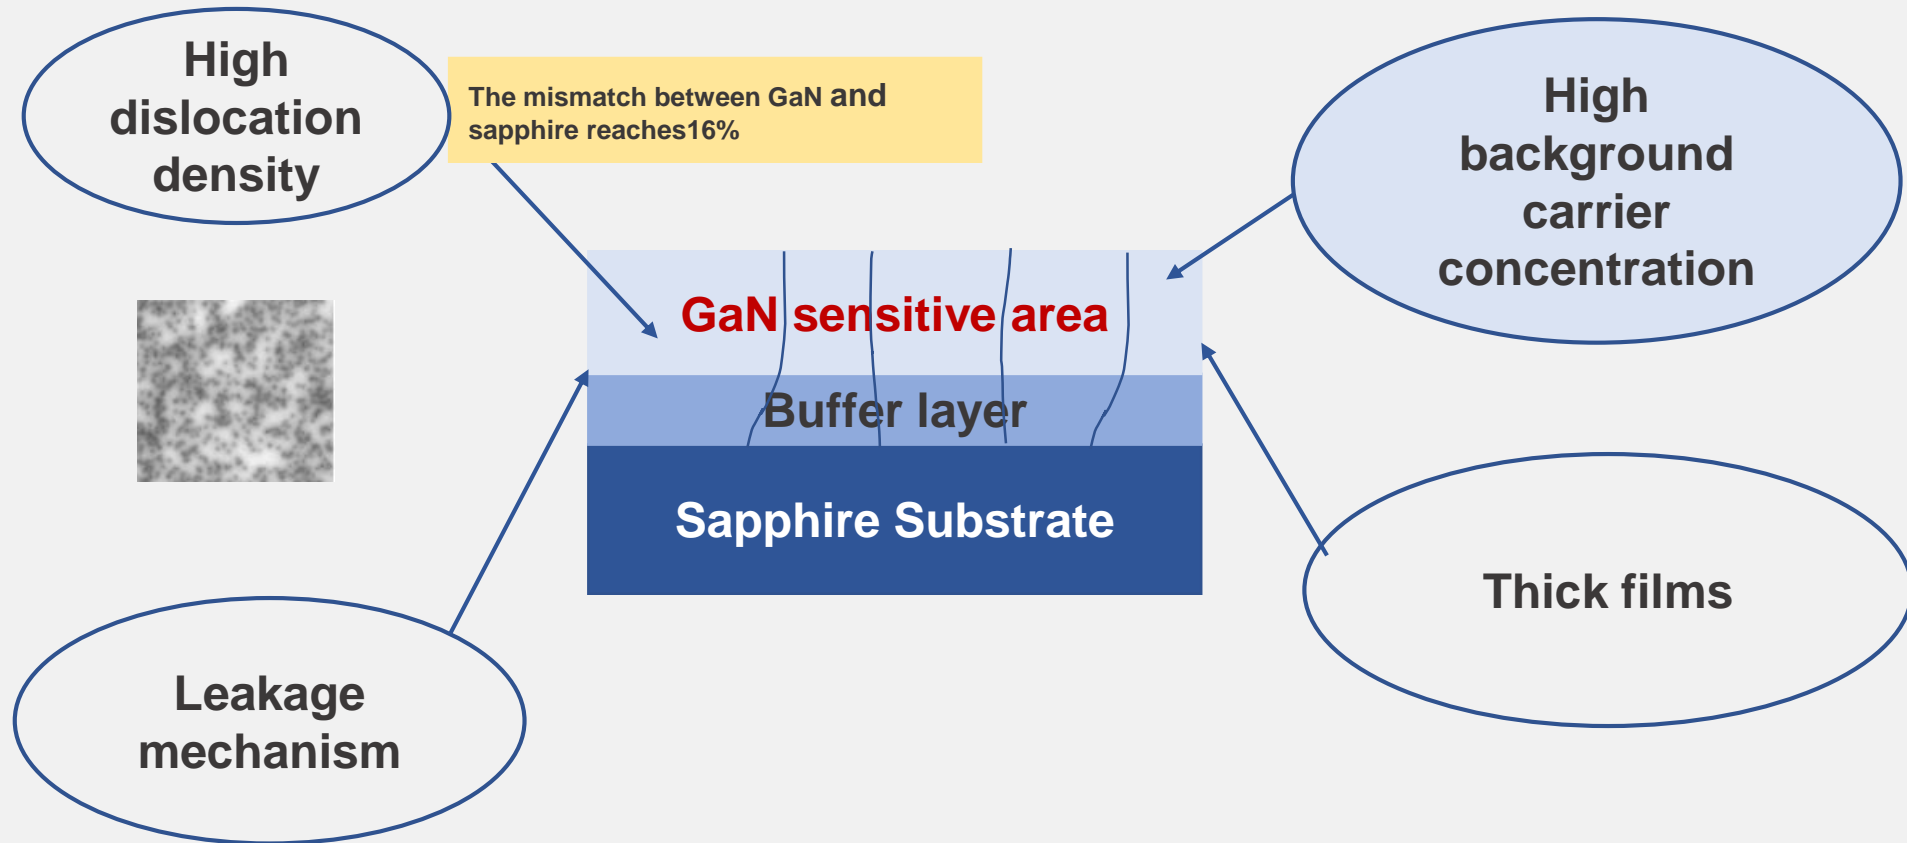 High
dislocation
density
The mismatch between GaN and
sapphire reaches16%
High
background
carrier
concentration
GaN sensitive area
Buffer layer
Sapphire Substrate
Thick films
Leakage
mechanism